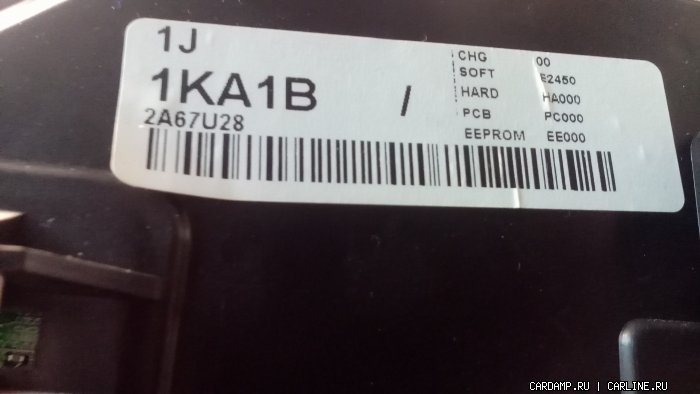 1J
1KA1B /
2A67U28
CHG 00
SOFT E2450
HARD HA000
PCB PC000
EEPROM EE000
CARDAMP.RU | CARLINE.RU